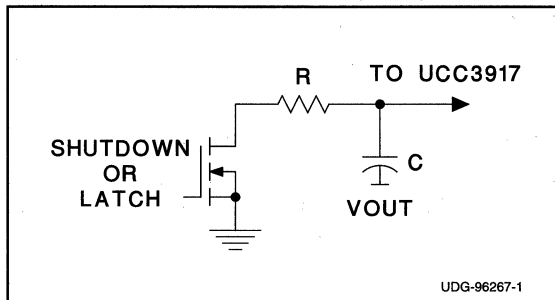 R
TO UCC3917
SHUTDOWN
OR
LATCH
C
VOUT
UDG-96267-1